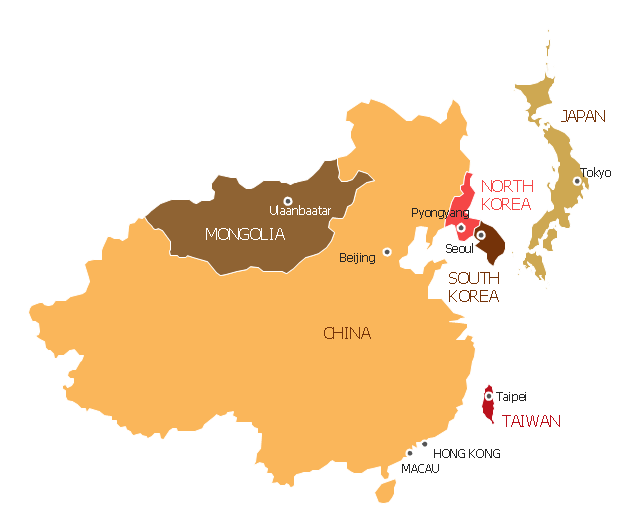 JAPAN
Tokyo
NORTH
KOREA
Pyongyang
Ulaanbaatar
MONGOLIA
Seoul
Beijing
SOUTH
KOREA
CHINA
Taipei
TAIWAN
HONG KONG
MACAU